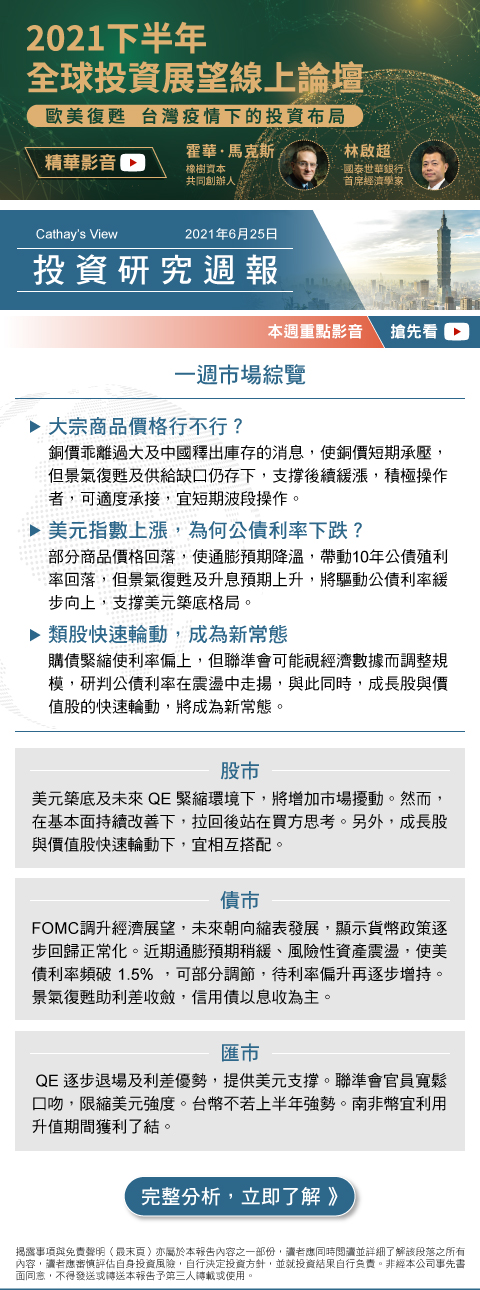 2021下半年
全球投資展望線上論壇
歐美復甦 台灣疫情下的投資布局
精華影音
霍華·馬克斯
橡樹資本
共同創辦人
林啟超
國泰世華銀行
首席經濟學家
Cathay's View 2021年6月25日
投資研究週報
本週重點影音 搶先看
一週市場綜覽
大宗商品價格行不行？
銅價乖離過大及中國釋出庫存的消息，使銅價短期承壓，
但景氣復甦及供給缺口仍存下，支撐後續緩漲，積極操作
者，可適度承接，宜短期波段操作。
美元指數上漲，為何公債利率下跌？
部分商品價格回落，使通膨預期降溫，帶動10年公債殖利
率回落，但景氣復甦及升息預期上升，將驅動公債利率緩
步向上，支撐美元築底格局。
類股快速輪動，成為新常態
購債緊縮使利率偏上，但聯準會可能視經濟數據而調整規
模，研判公債利率在震盪中走揚，與此同時，成長股與價
值股的快速輪動，將成為新常態。
股市
美元築底及未來 QE 緊縮環境下，將增加市場擾動。然而，
在基本面持續改善下，拉回後站在買方思考。另外，成長股
與價值股快速輪動下，宜相互搭配。
債市
FOMC調升經濟展望，未來朝向縮表發展，顯示貨幣政策逐
步回歸正常化。近期通膨預期稍緩、風險性資產震盪，使美
債利率頻破 1.5% ，可部分調節，待利率偏升再逐步增持。
景氣復甦助利差收斂，信用債以息收為主。
匯市
QE 逐步退場及利差優勢，提供美元支撐。聯準會官員寬鬆
口吻，限縮美元強度。台幣不若上半年強勢。南非幣宜利用
升值期間獲利了結。
完整分析，立即了解 》
揭露事項與免責聲明（最末頁）亦屬於本報告內容之一部份，讀者應同時閱讀並詳細了解該段落之所有
內容，讀者應審慎評估自身投資風險，自行決定投資方針，並就投資結果自行負責。非經本公司事先書
面同意，不得發送或轉送本報告予第三人轉載或使用。